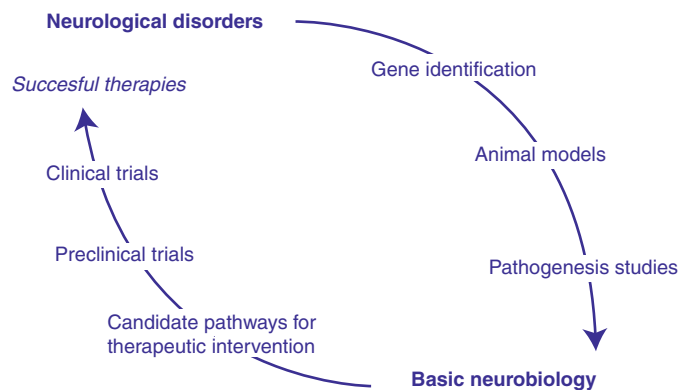 Neurological disorders
Gene identification
Animal models
Pathogenesis studies
Basic neurobiology
Candidate pathways for
therapeutic intervention
Preclinical trials
Clinical trials
Succesful therapies